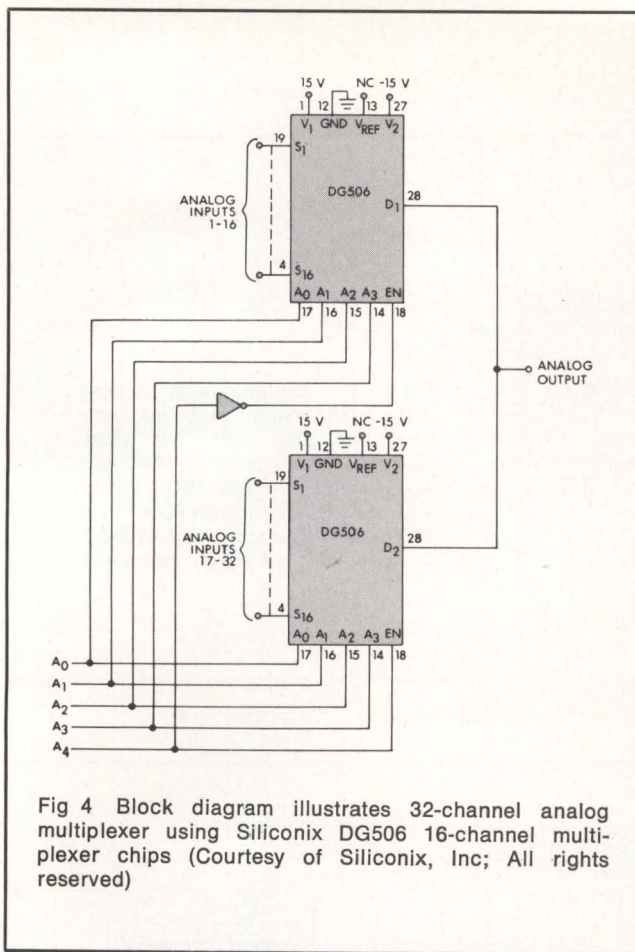 15 V NC -15 V
1 12 13 27
V1 GND VREF V2
19 S1
DG506
ANALOG
INPUTS
1-16
D1 28
4 S16
A0 A1 A2 A3 EN
17 16 15 14 18
ANALOG
OUTPUT
15 V NC -15 V
1 12 13 27
V1 GND VREF V2
19 S1
DG506
ANALOG
INPUTS
17-32
D2 28
4 S16
A0 A1 A2 A3 EN
17 16 15 14 18
A0
A1
A2
A3
A4
Fig 4 Block diagram illustrates 32-channel analog
multiplexer using Siliconix DG506 16-channel multi-
plexer chips (Courtesy of Siliconix, Inc; All rights
reserved)